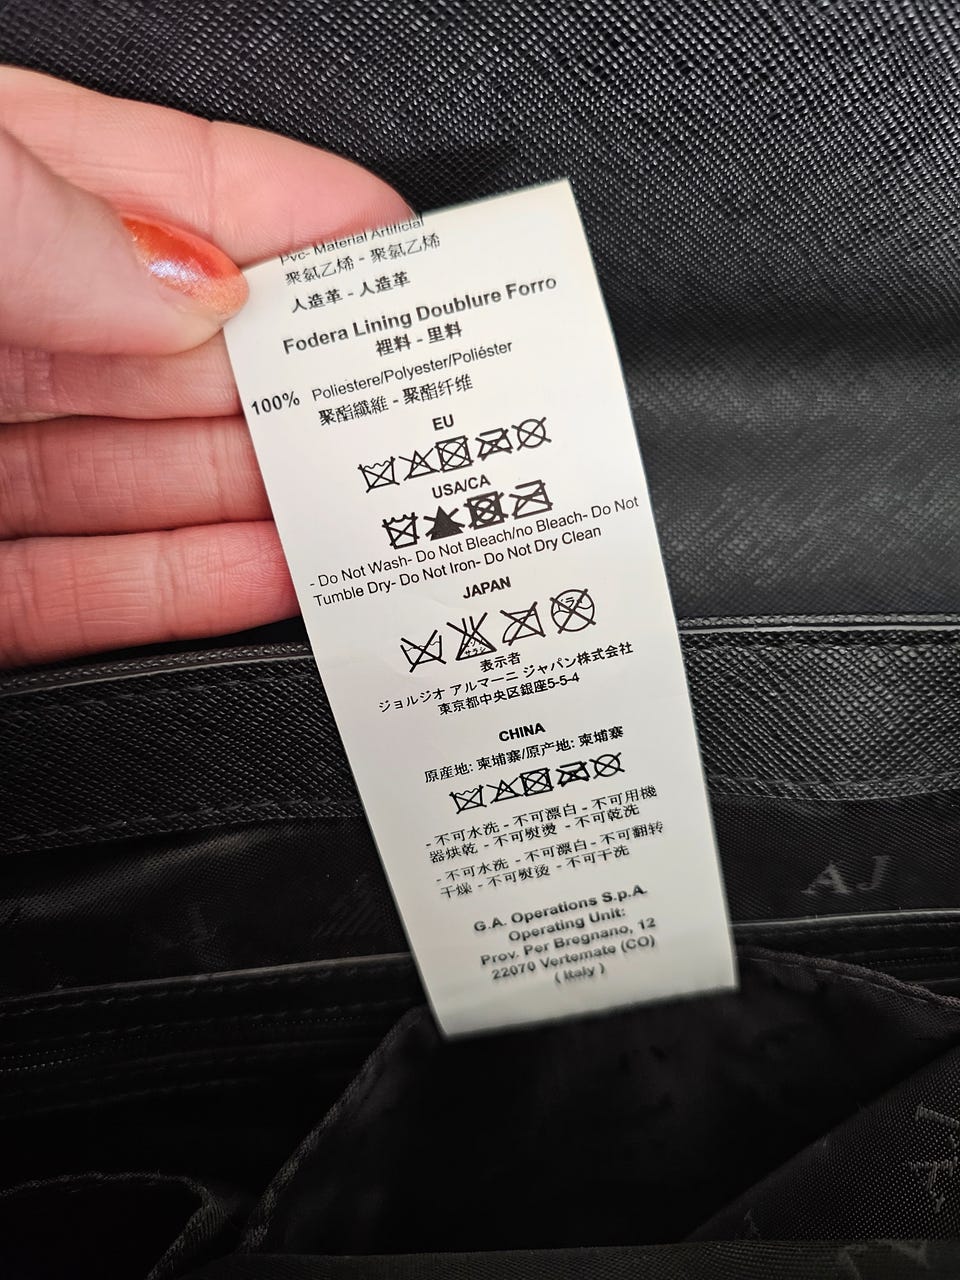 Pvc- Material Artificial
聚氯乙烯 - 聚氯乙烯
人造革 - 人造革
Fodera Lining Doublure Forro
裡料 - 里料
100% Poliestere/Polyester/Poliéster
聚酯纖維 - 聚酯纤维
EU
USA/CA
- Do Not Wash- Do Not Bleach/no Bleach- Do Not
Tumble Dry- Do Not Iron- Do Not Dry Clean
JAPAN
表示者
ジョルジオ アルマーニ ジャパン株式会社
東京都中央区銀座5-5-4
CHINA
原産地: 柬埔寨/原产地: 柬埔寨
- 不可水洗 - 不可漂白 - 不可用機
器烘乾 - 不可熨燙 - 不可乾洗
- 不可水洗 - 不可漂白 - 不可翻转
干燥 - 不可熨烫 - 不可干洗
G.A. Operations S.p.A.
Operating Unit:
Prov. Per Bregnano, 12
22070 Vertemate (CO)
( Italy )
AJ